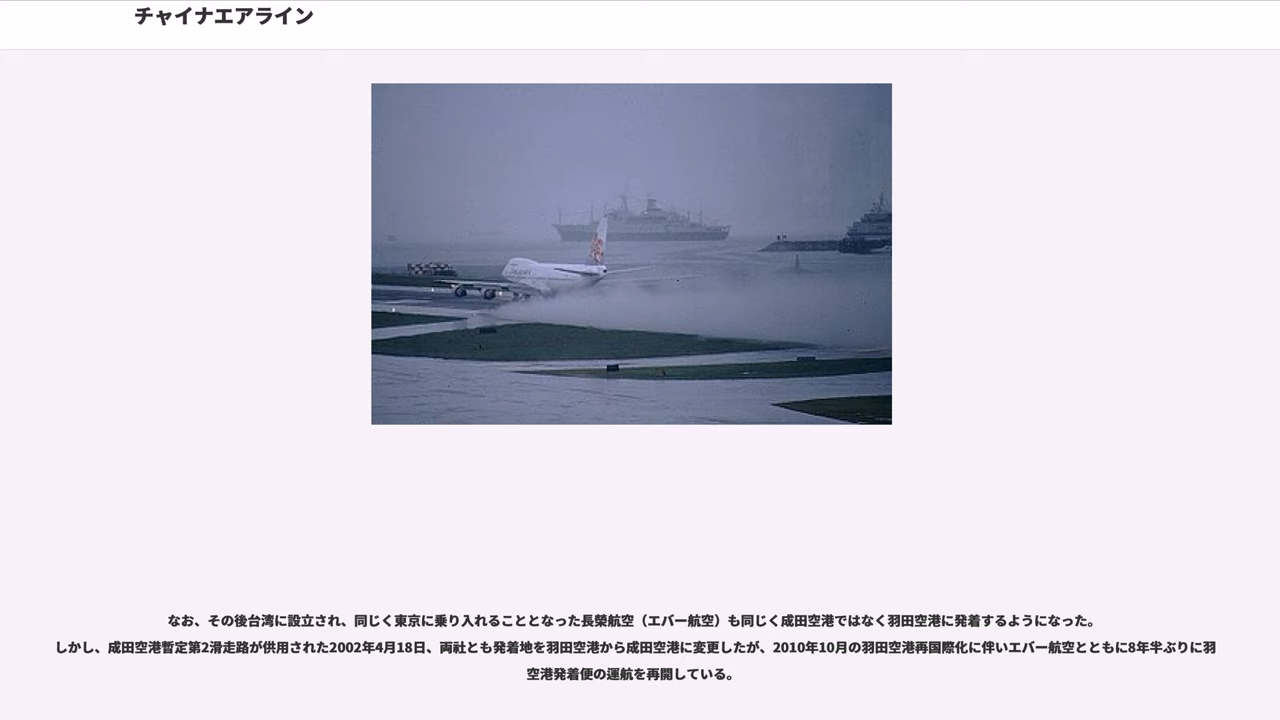 チャイナエアライン
なお、その後台湾に設立され、同じく東京に乗り入れることとなった長榮航空（エバー航空）も同じく成田空港ではなく羽田空港に発着するようになった。
しかし、成田空港暫定第2滑走路が供用された2002年4月18日、両社とも発着地を羽田空港から成田空港に変更したが、2010年10月の羽田空港再国際化に伴いエバー航空とともに8年半ぶりに羽
空港発着便の運航を再開している。